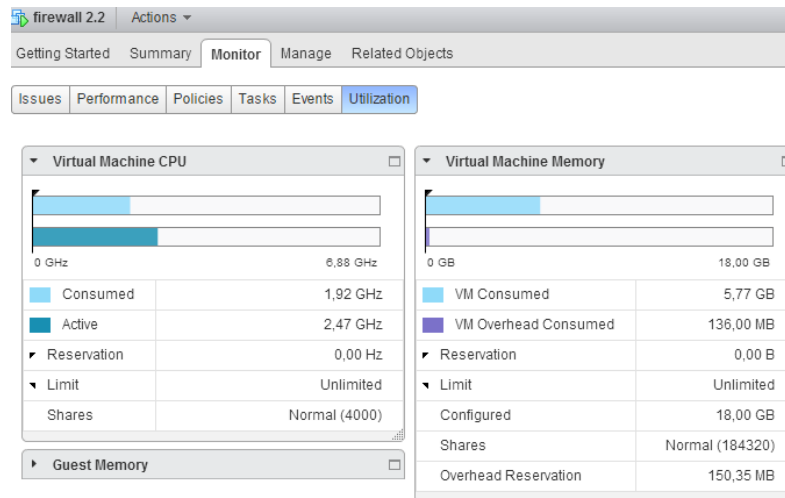 firewall 2.2 Actions
Getting Started Summary Monitor Manage Related Objects
Issues Performance Policies Tasks Events Utilization
Virtual Machine CPU
0 GHz 6,88 GHz
Consumed 1,92 GHz
Active 2,47 GHz
Reservation 0,00 Hz
Limit Unlimited
Shares Normal (4000)
Guest Memory
Virtual Machine Memory
0 GB 18,00 GB
VM Consumed 5,77 GB
VM Overhead Consumed 136,00 MB
Reservation 0,00 B
Limit Unlimited
Configured 18,00 GB
Shares Normal (184320)
Overhead Reservation 150,35 MB